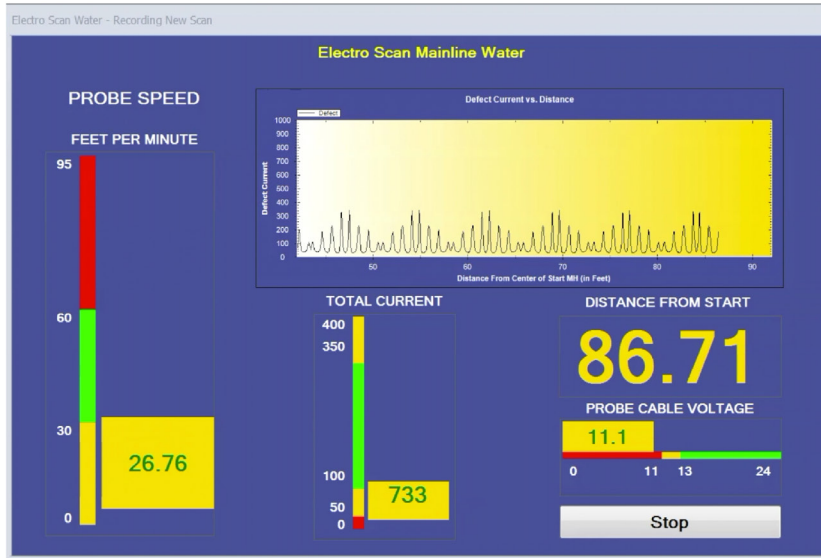 Electro Scan Water - Recording New Scan
Electro Scan Mainline Water
PROBE SPEED
FEET PER MINUTE
95
60
30
0
26.76
Defect Current vs. Distance
Defect
1000
900
800
700
600
500
400
300
200
100
0
Defect Current
50 60 70 80 90
Distance From Center of Start MH (in Feet)
TOTAL CURRENT
400
350
100
50
0
733
DISTANCE FROM START
86.71
PROBE CABLE VOLTAGE
11.1
0 11 13 24
Stop